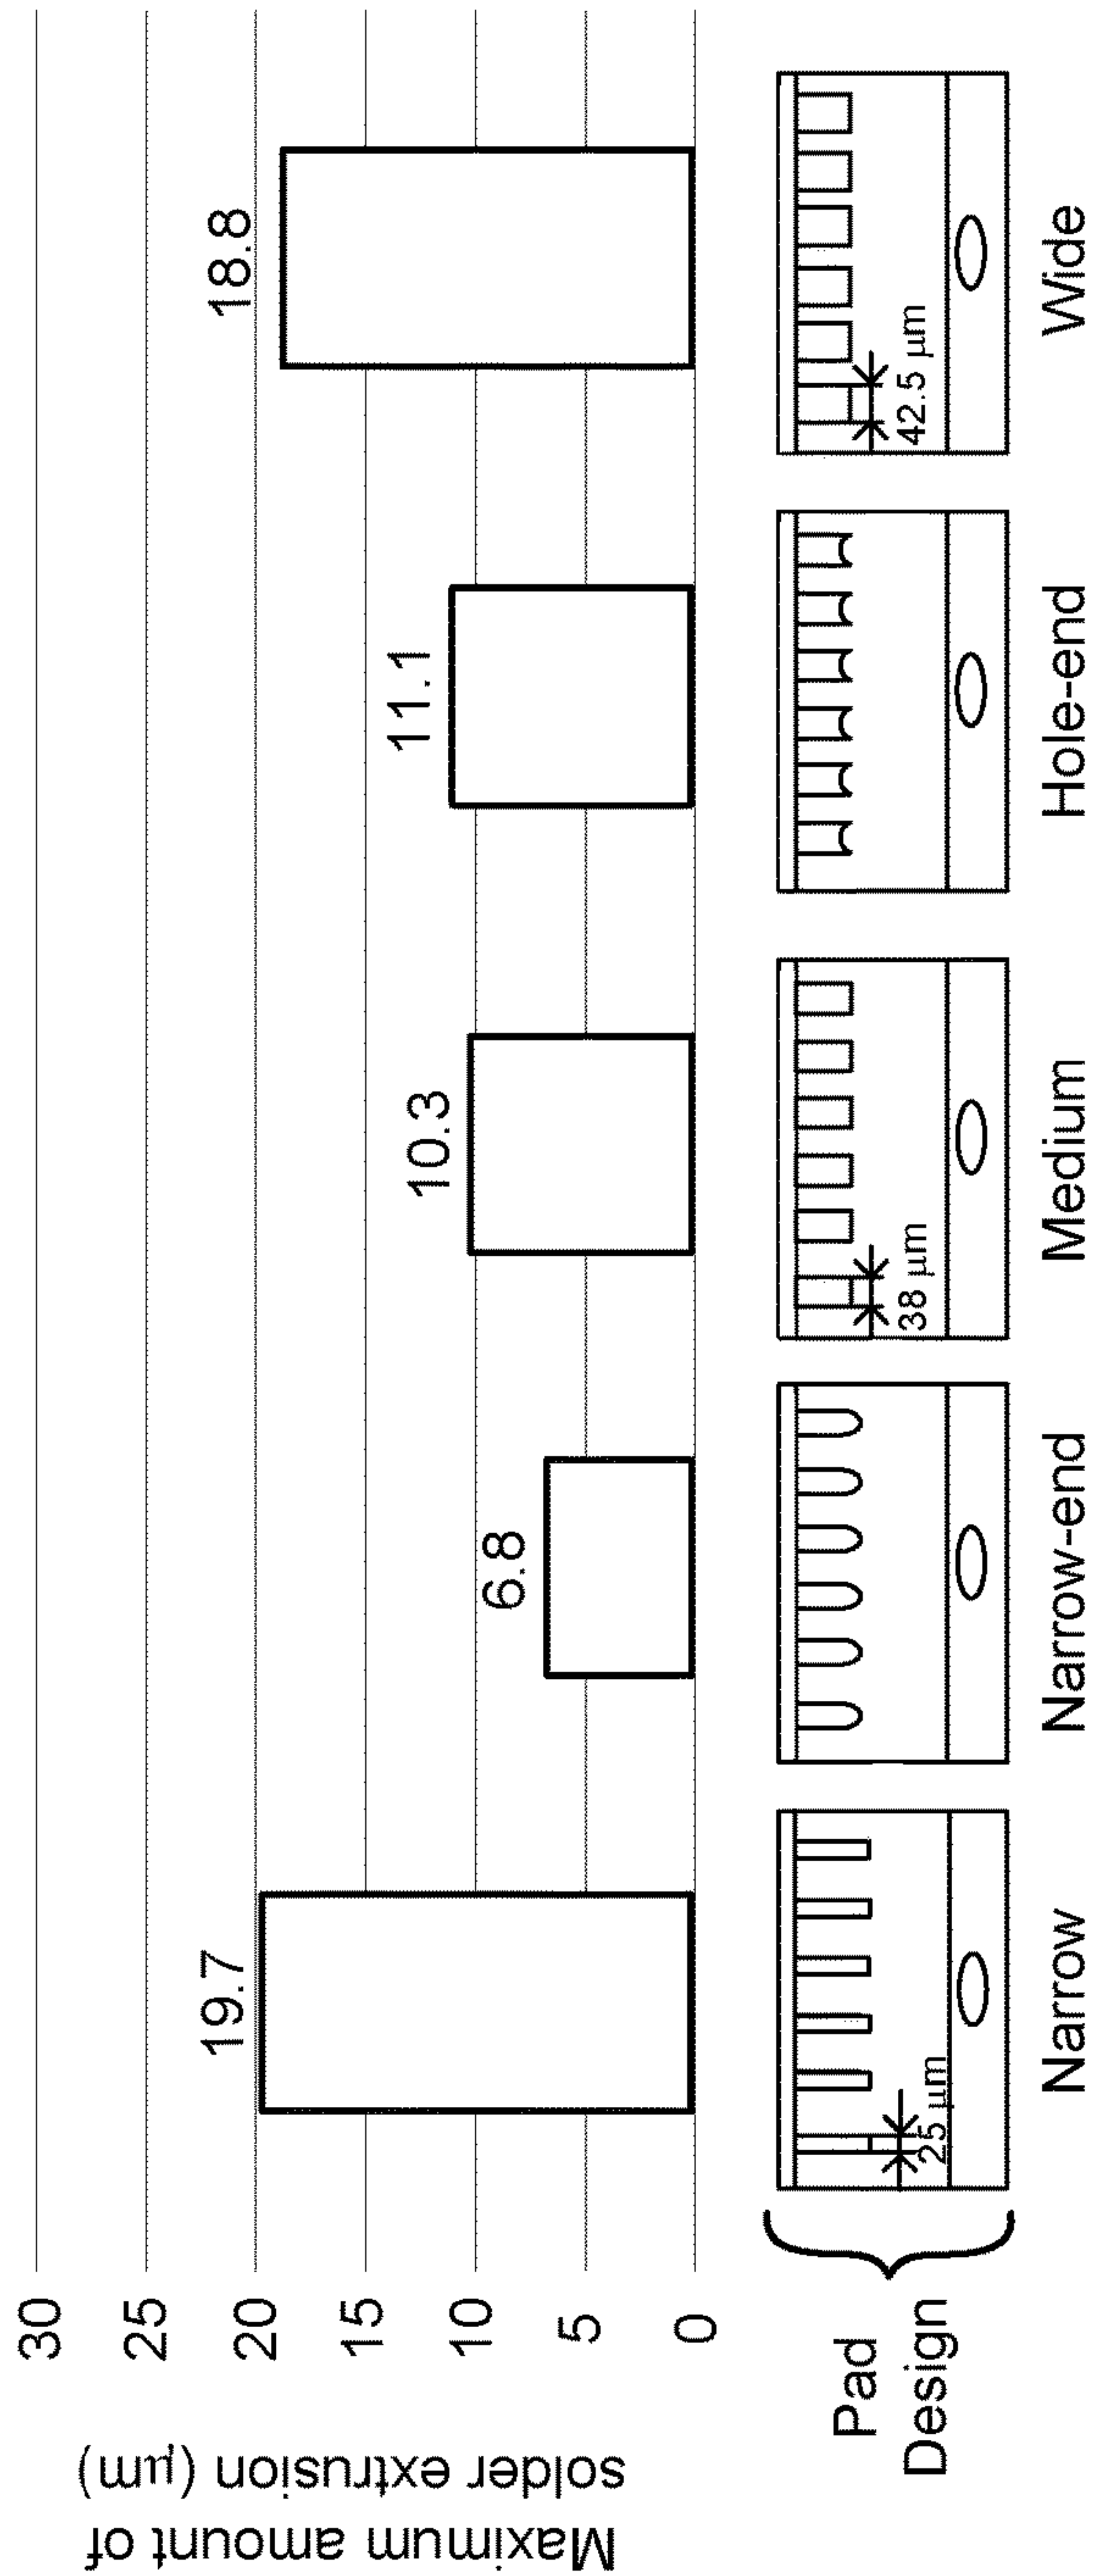 Maximum amount of
solder extrusion (μm)
30
25
20
15
10
5
0
19.7
6.8
10.3
11.1
18.8
Pad
Design
25 μm
38 μm
42.5 μm
Narrow
Narrow-end
Medium
Hole-end
Wide